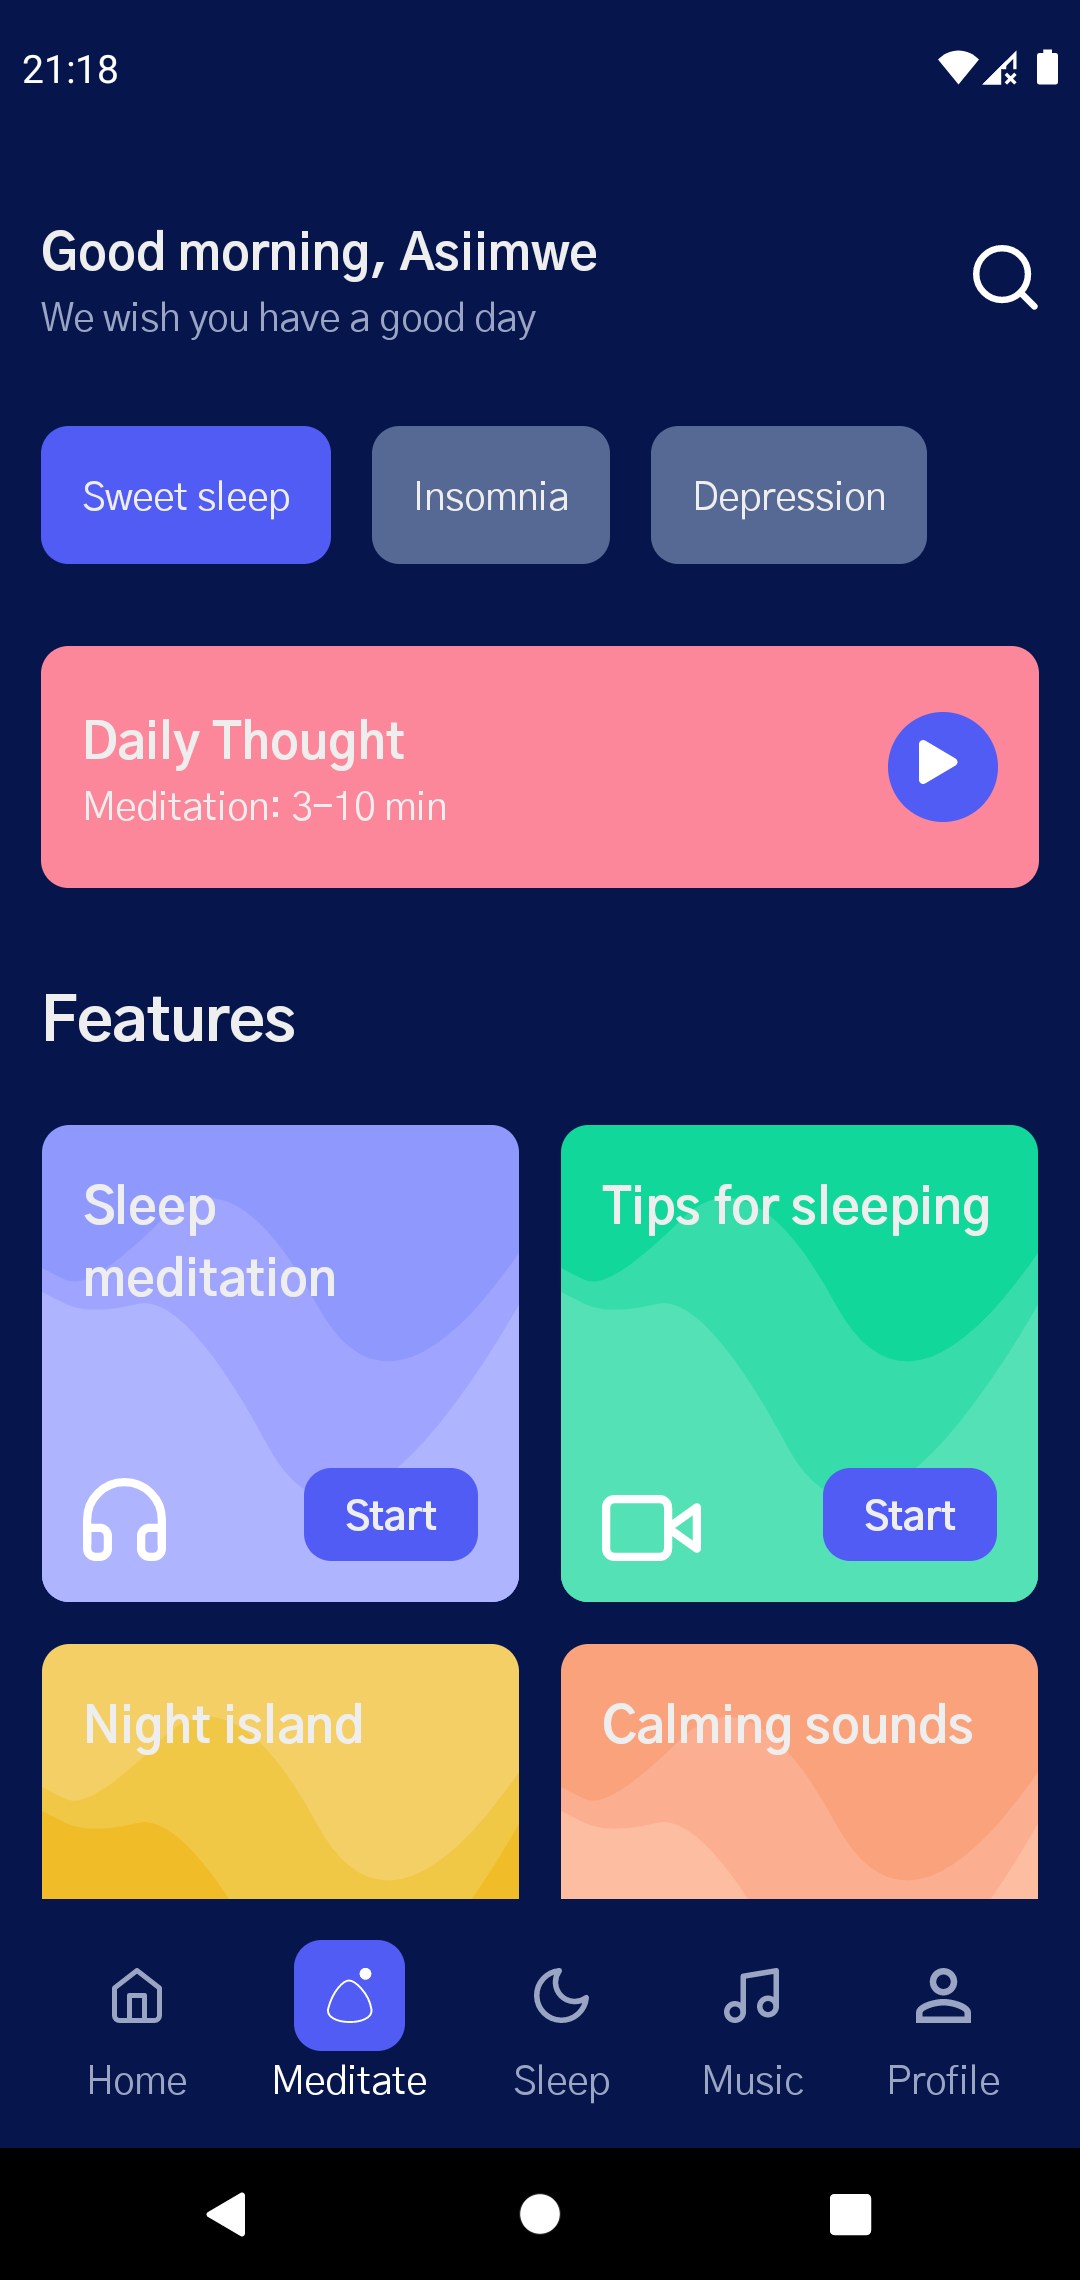 21:18
Good morning, Asiimwe
We wish you have a good day
Sweet sleep
Insomnia
Depression
Daily Thought
Meditation: 3-10 min
Features
Sleep
meditation
Start
Tips for sleeping
Start
Night island
Calming sounds
Home
Meditate
Sleep
Music
Profile